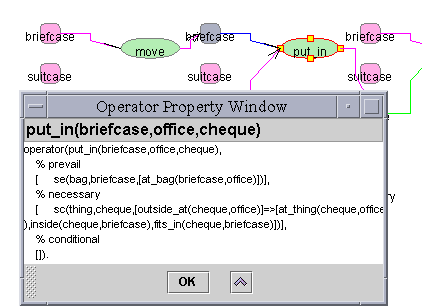 briefcase briefcase briefcase
move put_in
suitcase suitcase suitcase
Operator Property Window
put_in(briefcase,office,cheque)
operator(put_in(briefcase,office,cheque),
% prevail
[ se(bag,briefcase,[at_bag(briefcase,office)])],
% necessary
[ sc(thing,cheque,[outside_at(cheque,office)]=>[at_thing(cheque,office
),inside(cheque,briefcase),fits_in(cheque,briefcase)])],
% conditional
[]).
OK